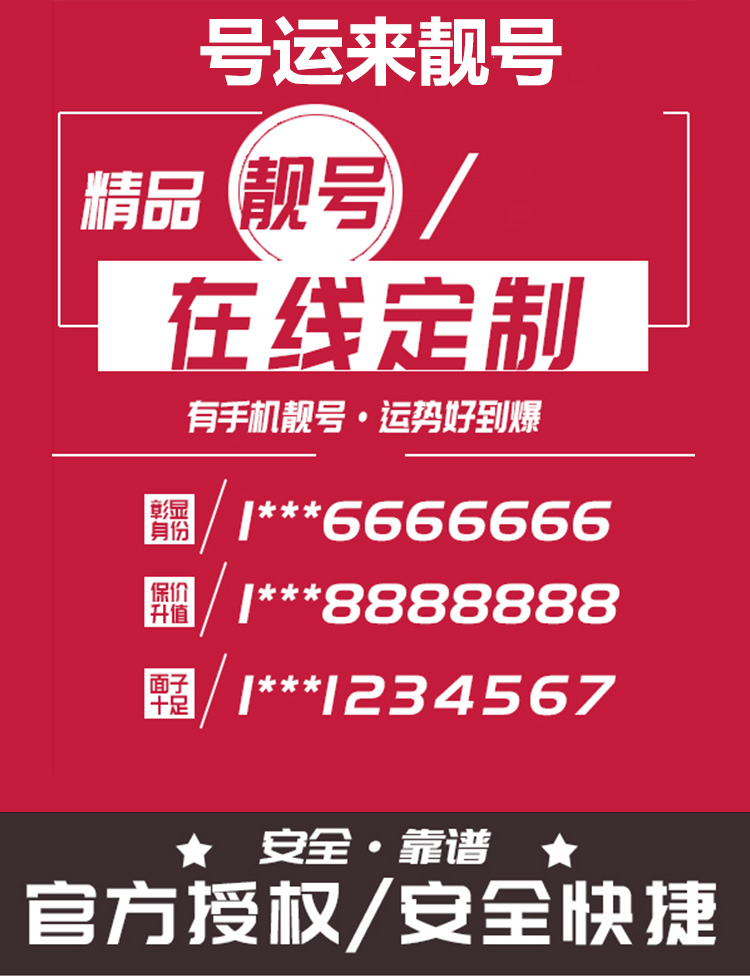 号运来靓号
精品 靓号 /
在线定制
有手机靓号·运势好到爆
彰显
身份 / 1***6666666
保价
升值 / 1***8888888
面子
十足 / 1***1234567
★ 安全·靠谱 ★
官方授权/安全快捷